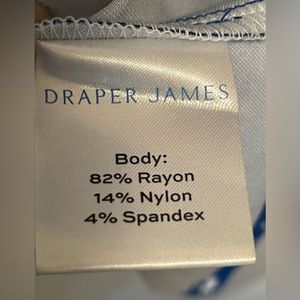 DRAPER JAMES
Body:
82% Rayon
14% Nylon
4% Spandex